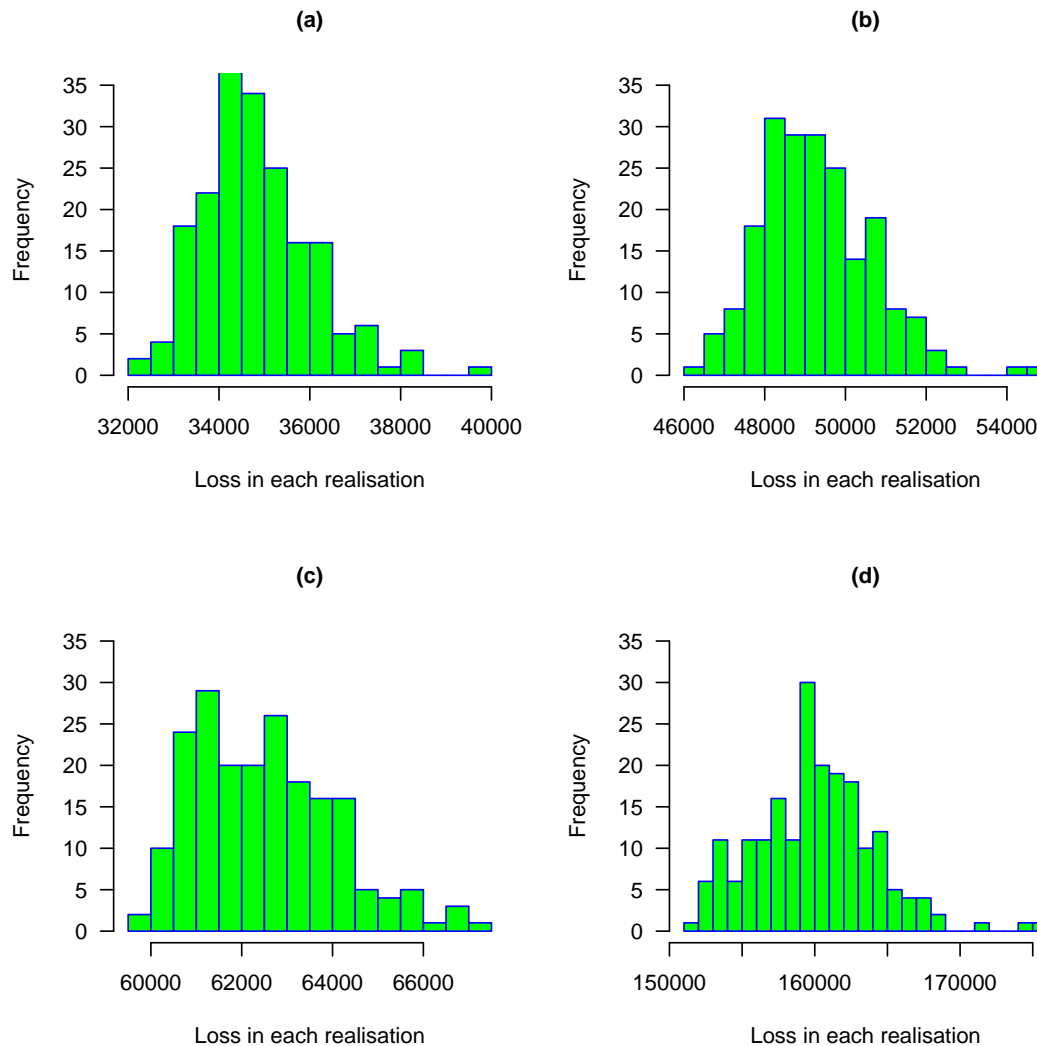 (a)
35
30
25
20
15
10
5
0
Frequency
32000 34000 36000 38000 40000
Loss in each realisation
(b)
35
30
25
20
15
10
5
0
Frequency
46000 48000 50000 52000 54000
Loss in each realisation
(c)
35
30
25
20
15
10
5
0
Frequency
60000 62000 64000 66000
Loss in each realisation
(d)
35
30
25
20
15
10
5
0
Frequency
150000 160000 170000
Loss in each realisation